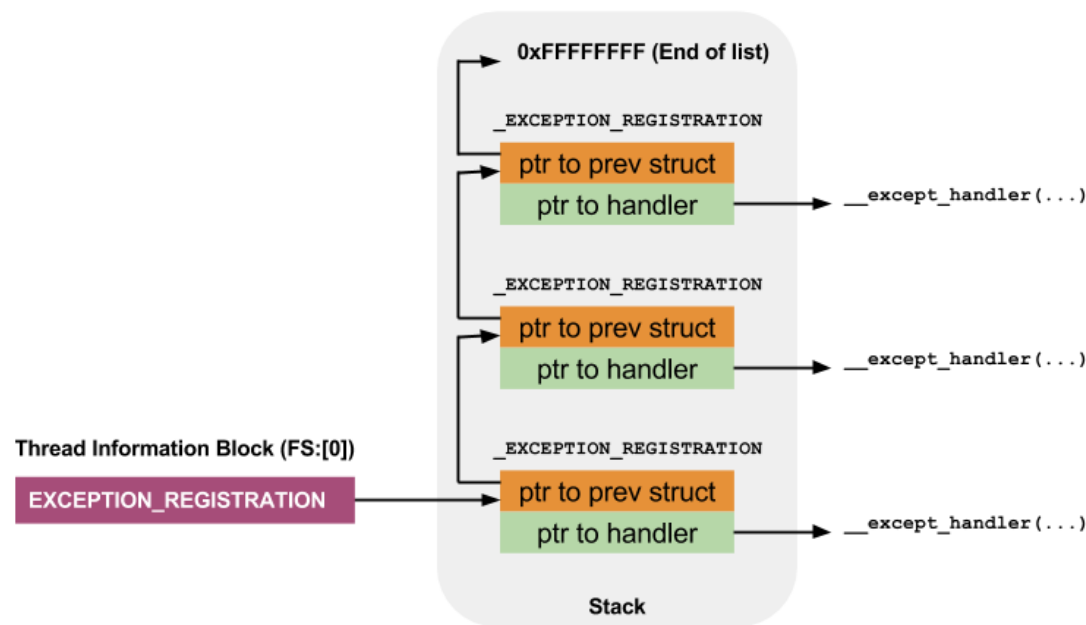 0xFFFFFFFF (End of list)
_EXCEPTION_REGISTRATION
ptr to prev struct
ptr to handler
__except_handler(...)
_EXCEPTION_REGISTRATION
ptr to prev struct
ptr to handler
__except_handler(...)
Thread Information Block (FS:[0])
EXCEPTION_REGISTRATION
_EXCEPTION_REGISTRATION
ptr to prev struct
ptr to handler
__except_handler(...)
Stack